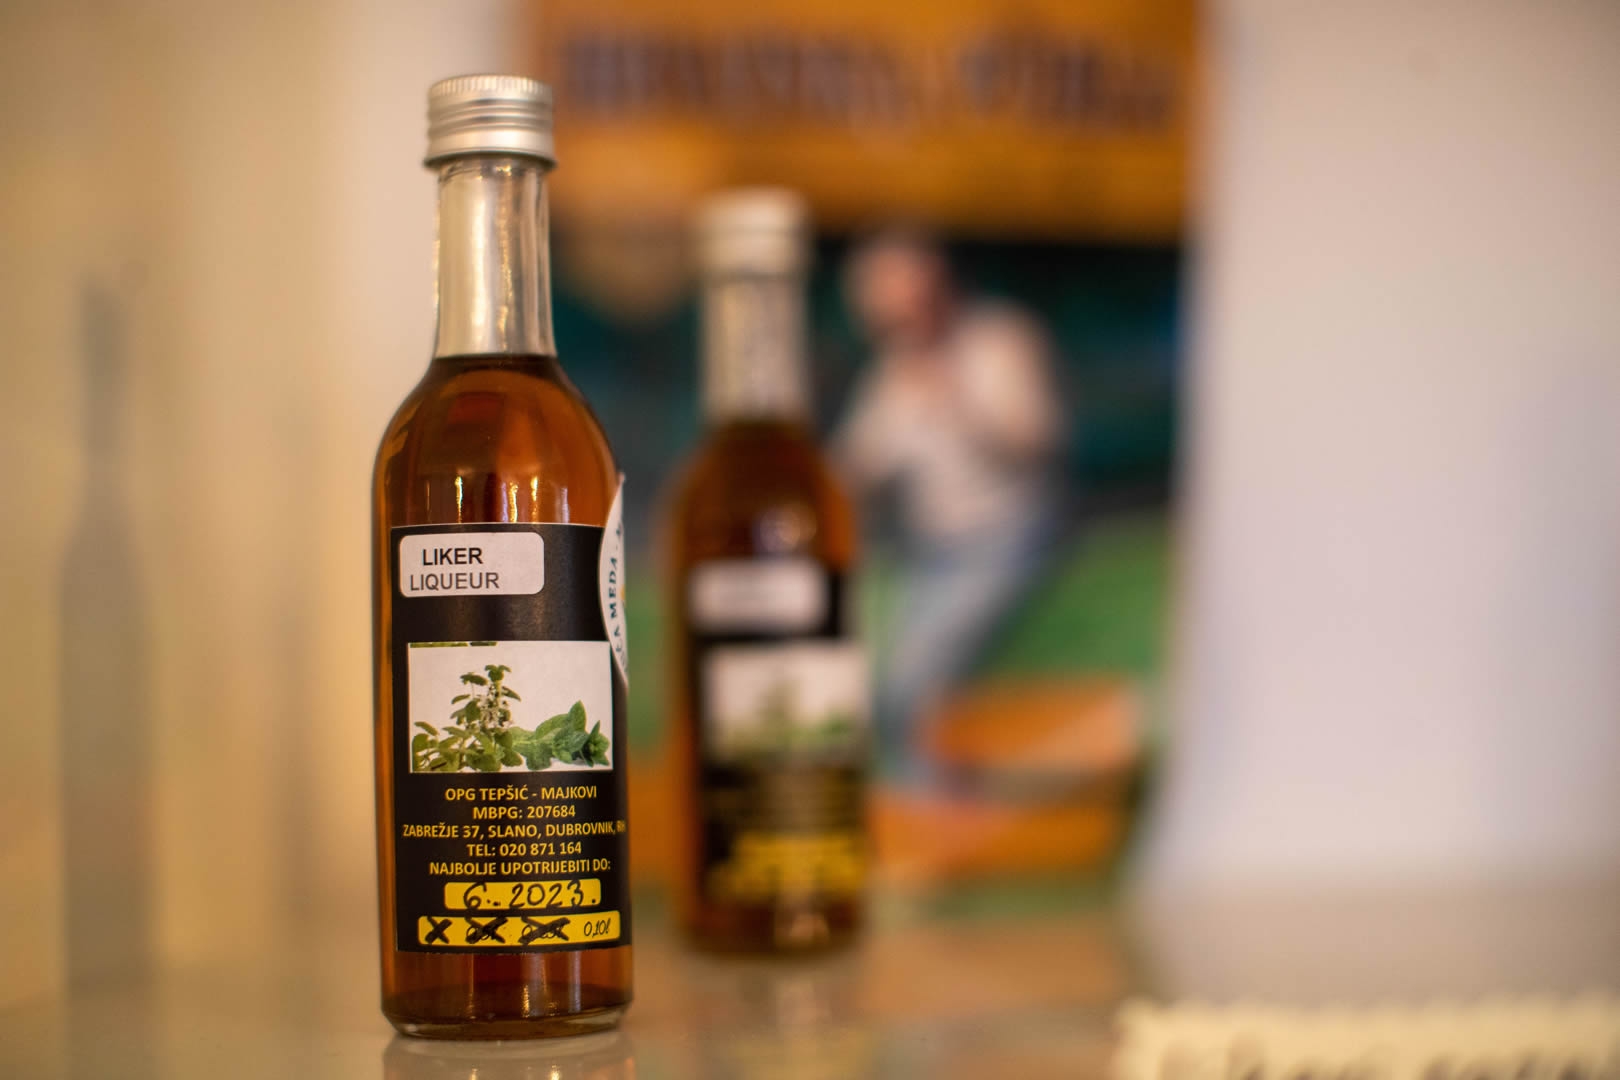 LIKER
LIQUEUR
CAMEDA
OPG TEPŠIĆ - MAJKOVI
MBPG: 207684
ZABREŽJE 37, SLANO, DUBROVNIK, RH
TEL: 020 871 164
NAJBOLJE UPOTRIJEBITI DO:
6. 2023.
0,10l